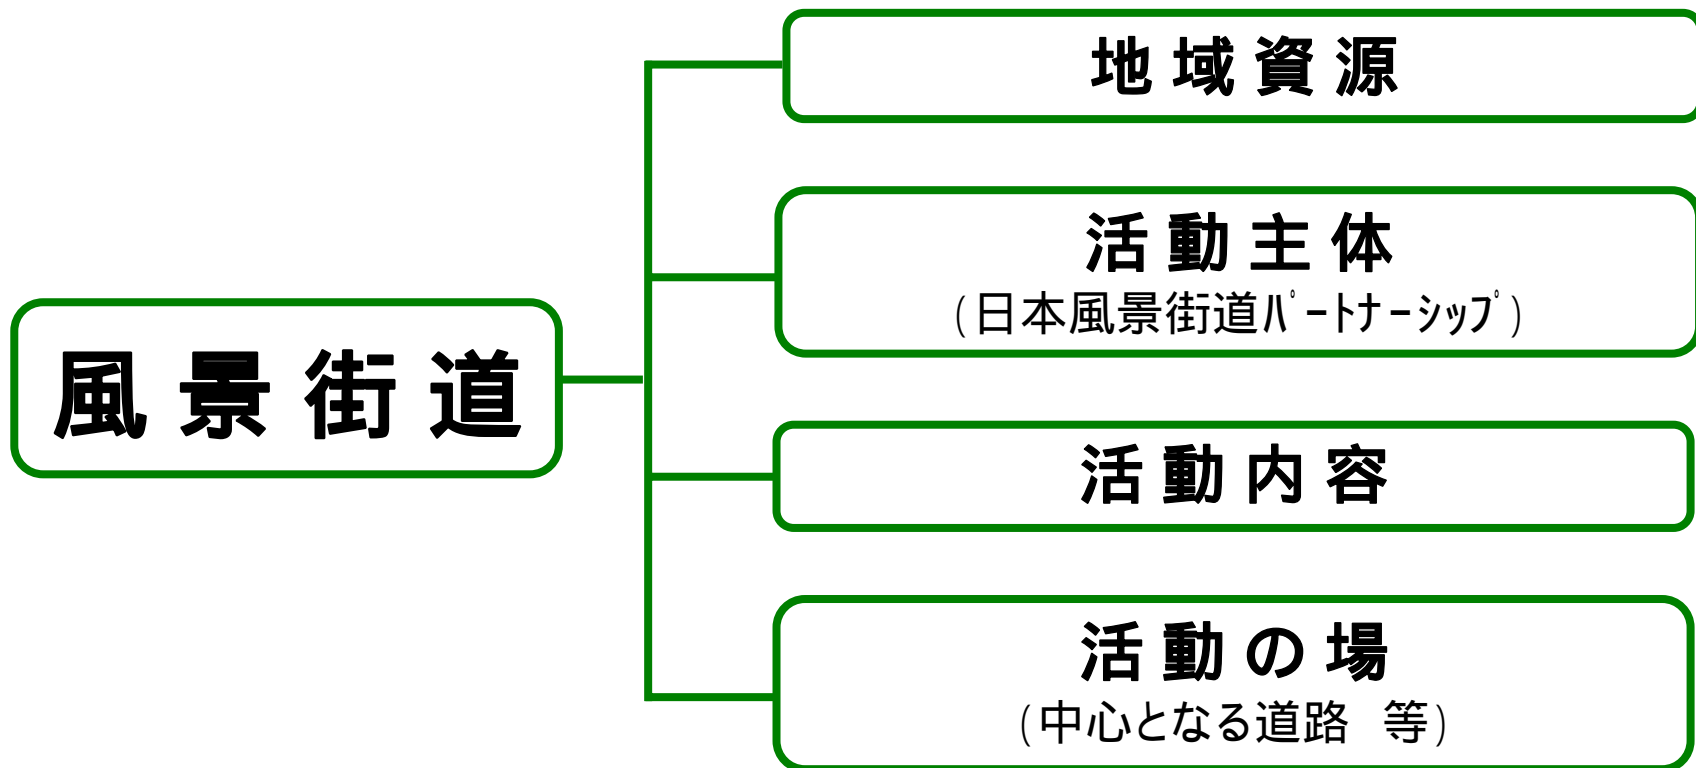 地域資源
活動主体
(日本風景街道ﾊﾟｰﾄﾅｰｼｯﾌﾟ)
風景街道
活動内容
活動の場
(中心となる道路　等)